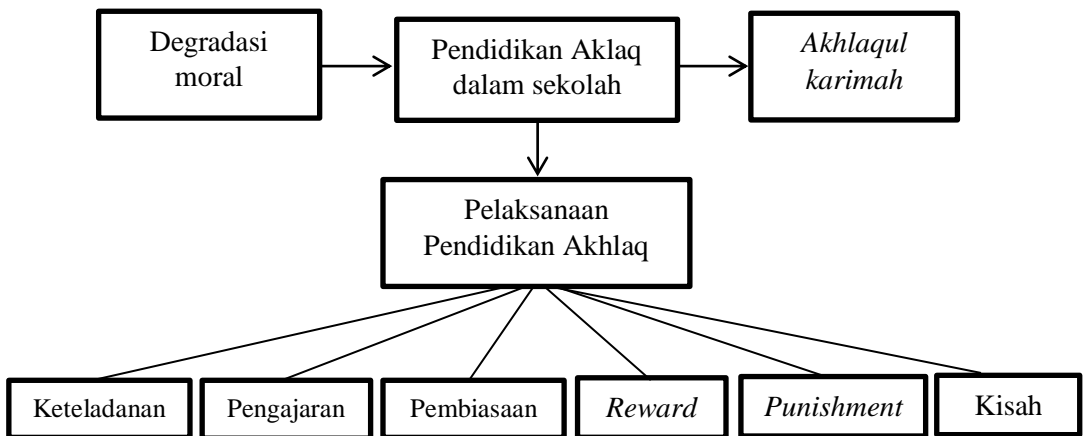 Degradasi
moral
Pendidikan Aklaq
dalam sekolah
Akhlaqul
karimah
Pelaksanaan
Pendidikan Akhlaq
Keteladanan
Pengajaran
Pembiasaan
Reward
Punishment
Kisah